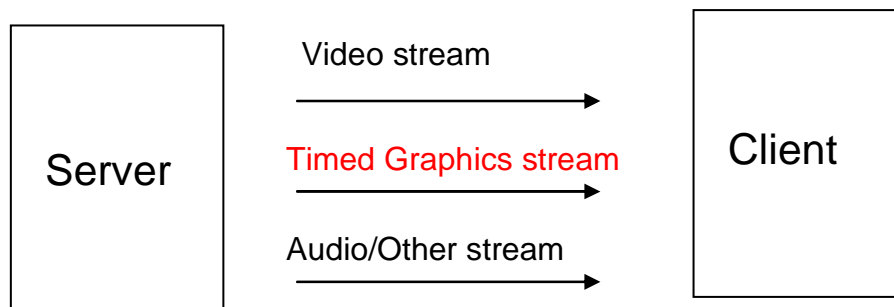 Video stream
Server
Timed Graphics stream
Client
Audio/Other stream